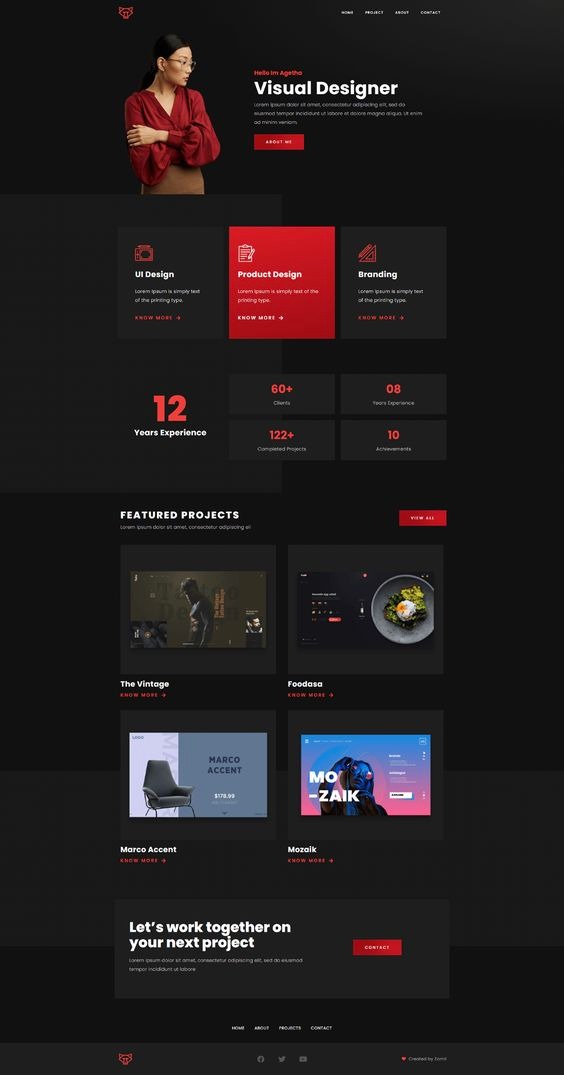 HOME PROJECT ABOUT CONTACT
Hello Im Agetha
Visual Designer
Lorem ipsum dolor sit amet, consectetur adipiscing elit, sed do
eiusmod tempor incididunt ut labore et dolore magna aliqua. Ut enim
ad minim veniam.
ABOUT ME
UI Design
Lorem Ipsum is simply text
of the printing type.
KNOW MORE
Product Design
Lorem Ipsum is simply text of the
printing type.
KNOW MORE
Branding
Lorem Ipsum is simply text
of the printing type.
KNOW MORE
12
Years Experience
60+
Clients
08
Years Experience
122+
Completed Projects
10
Achievements
FEATURED PROJECTS
Lorem ipsum dolor sit amet, consectetur adipiscing el
VIEW ALL
Tattoo
Design
The Vintage
KNOW MORE
Foodasa
KNOW MORE
LOGO
MARCO
ACCENT
$178.99
Marco Accent
KNOW MORE
MO
-ZAIK
EXPLORE
Mozaik
KNOW MORE
Let's work together on
your next project
Lorem ipsum dolor sit amet, consectetur adipiscing elit, sed do eiusmod
tempor incididunt ut labore
CONTACT
HOME ABOUT PROJECTS CONTACT